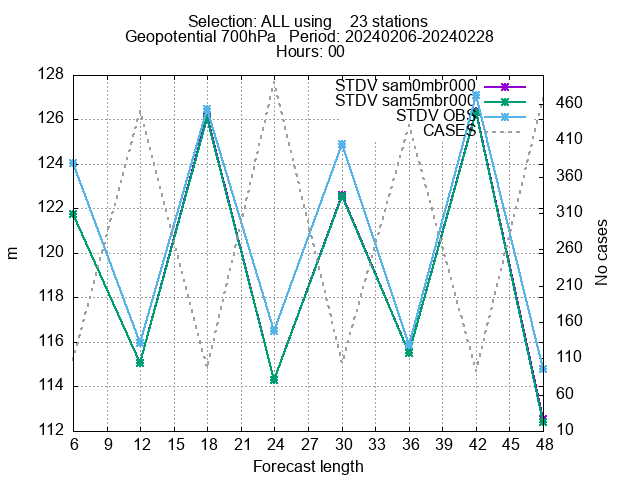 Selection: ALL using    23 stations
Geopotential 700hPa   Period: 20240206-20240228
Hours: 00
STDV sam0mbr000
STDV sam5mbr000
STDV OBS
CASES
128
126
124
122
120
118
116
114
112
m
460
410
360
310
260
210
160
110
60
10
No cases
6 9 12 15 18 21 24 27 30 33 36 39 42 45 48
Forecast length